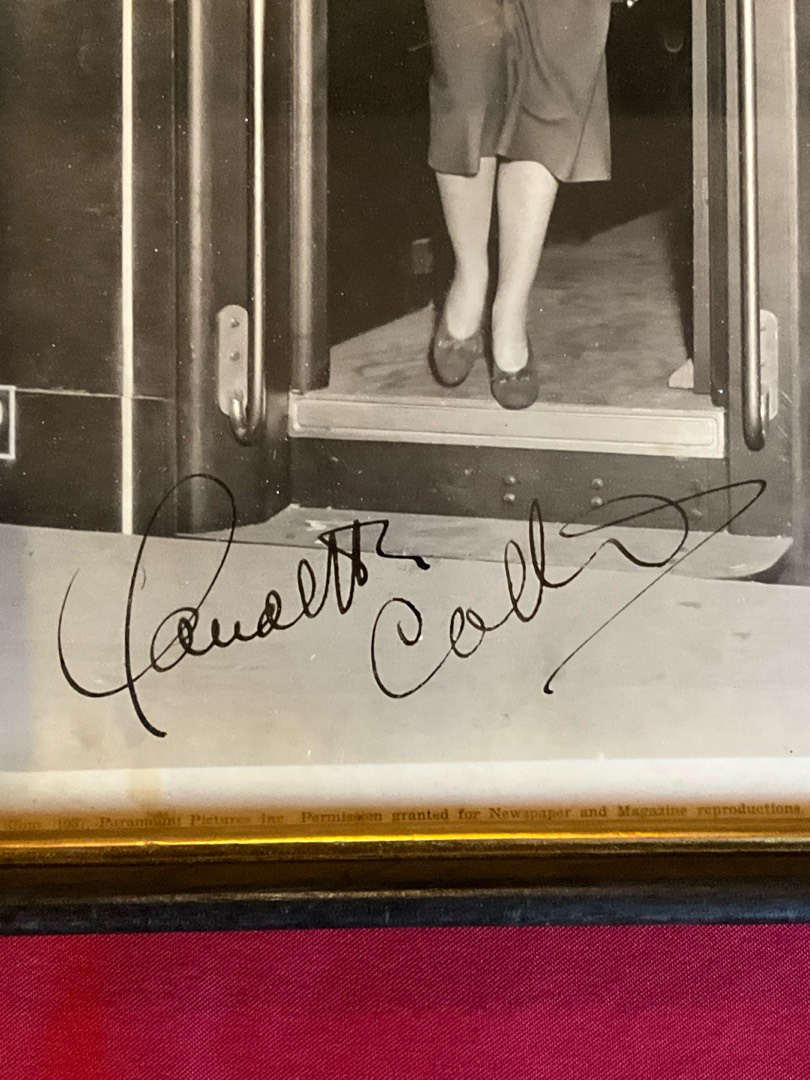 Claudette Colbert
1937, Paramount Pictures Inc. Permission granted for Newspaper and Magazine reproductions